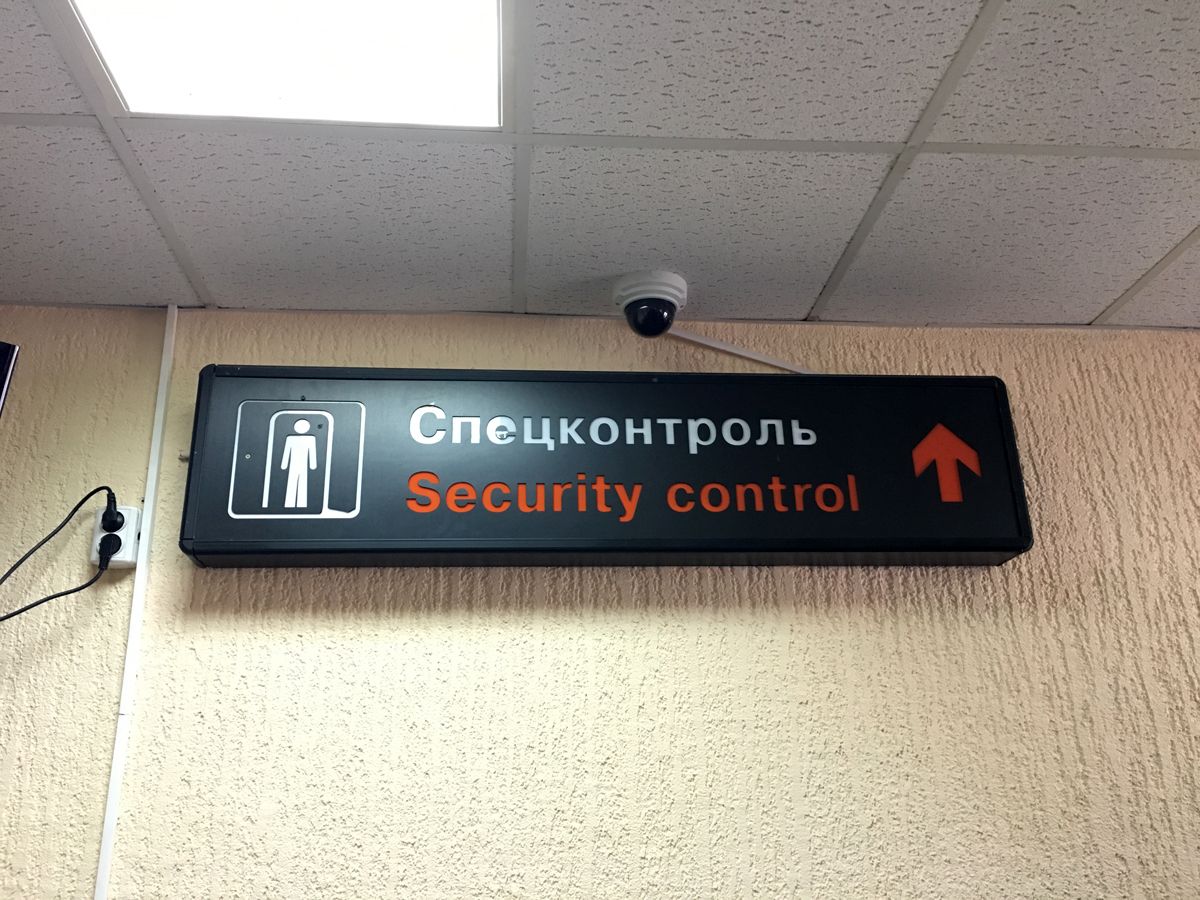 Спецконтроль
Security control